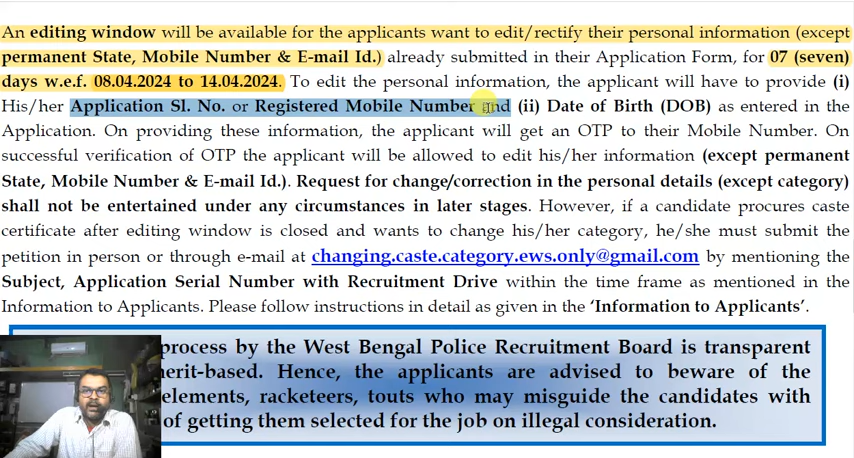 An editing window will be available for the applicants want to edit/rectify their personal information (except
permanent State, Mobile Number & E-mail Id.) already submitted in their Application Form, for 07 (seven)
days w.e.f. 08.04.2024 to 14.04.2024. To edit the personal information, the applicant will have to provide (i)
His/her Application Sl. No. or Registered Mobile Number and (ii) Date of Birth (DOB) as entered in the
Application. On providing these information, the applicant will get an OTP to their Mobile Number. On
successful verification of OTP the applicant will be allowed to edit his/her information (except permanent
State, Mobile Number & E-mail Id.). Request for change/correction in the personal details (except category)
shall not be entertained under any circumstances in later stages. However, if a candidate procures caste
certificate after editing window is closed and wants to change his/her category, he/she must submit the
petition in person or through e-mail at changing.caste.category.ews.only@gmail.com by mentioning the
Subject, Application Serial Number with Recruitment Drive within the time frame as mentioned in the
Information to Applicants. Please follow instructions in detail as given in the ‘Information to Applicants’.
process by the West Bengal Police Recruitment Board is transparent
merit-based. Hence, the applicants are advised to beware of the
elements, racketeers, touts who may misguide the candidates with
of getting them selected for the job on illegal consideration.